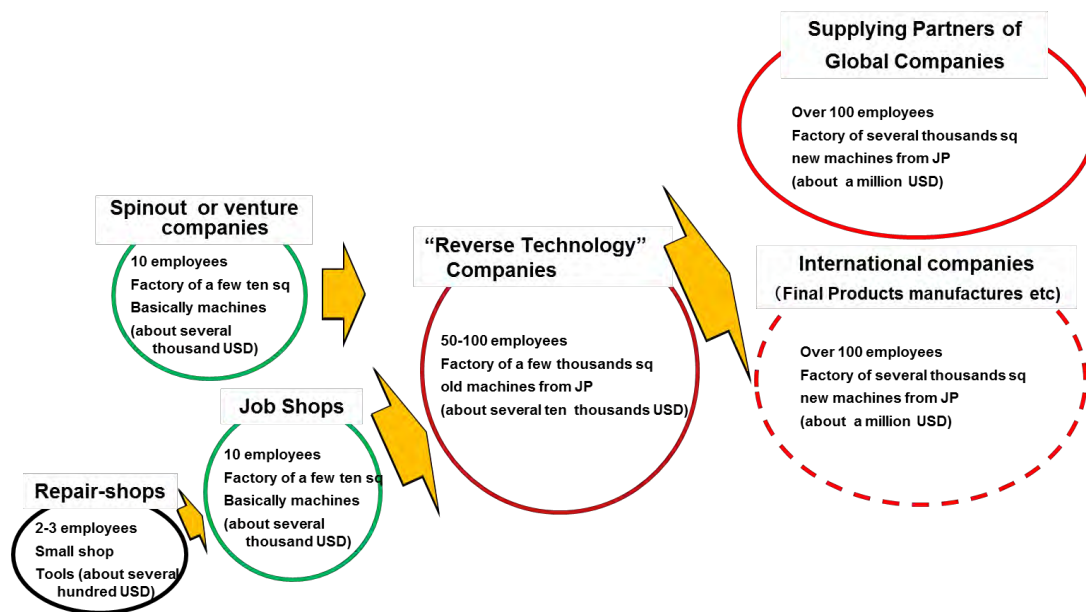 Supplying Partners of
Global Companies
Over 100 employees
Factory of several thousands sq
new machines from JP
(about a million USD)
Spinout or venture
companies
10 employees
Factory of a few ten sq
Basically machines
(about several
thousand USD)
“Reverse Technology”
Companies
50-100 employees
Factory of a few thousands sq
old machines from JP
(about several ten thousands USD)
International companies
（Final Products manufactures etc)
Over 100 employees
Factory of several thousands sq
new machines from JP
(about a million USD)
Job Shops
10 employees
Factory of a few ten sq
Basically machines
(about several
thousand USD)
Repair-shops
2-3 employees
Small shop
Tools (about several
hundred USD)